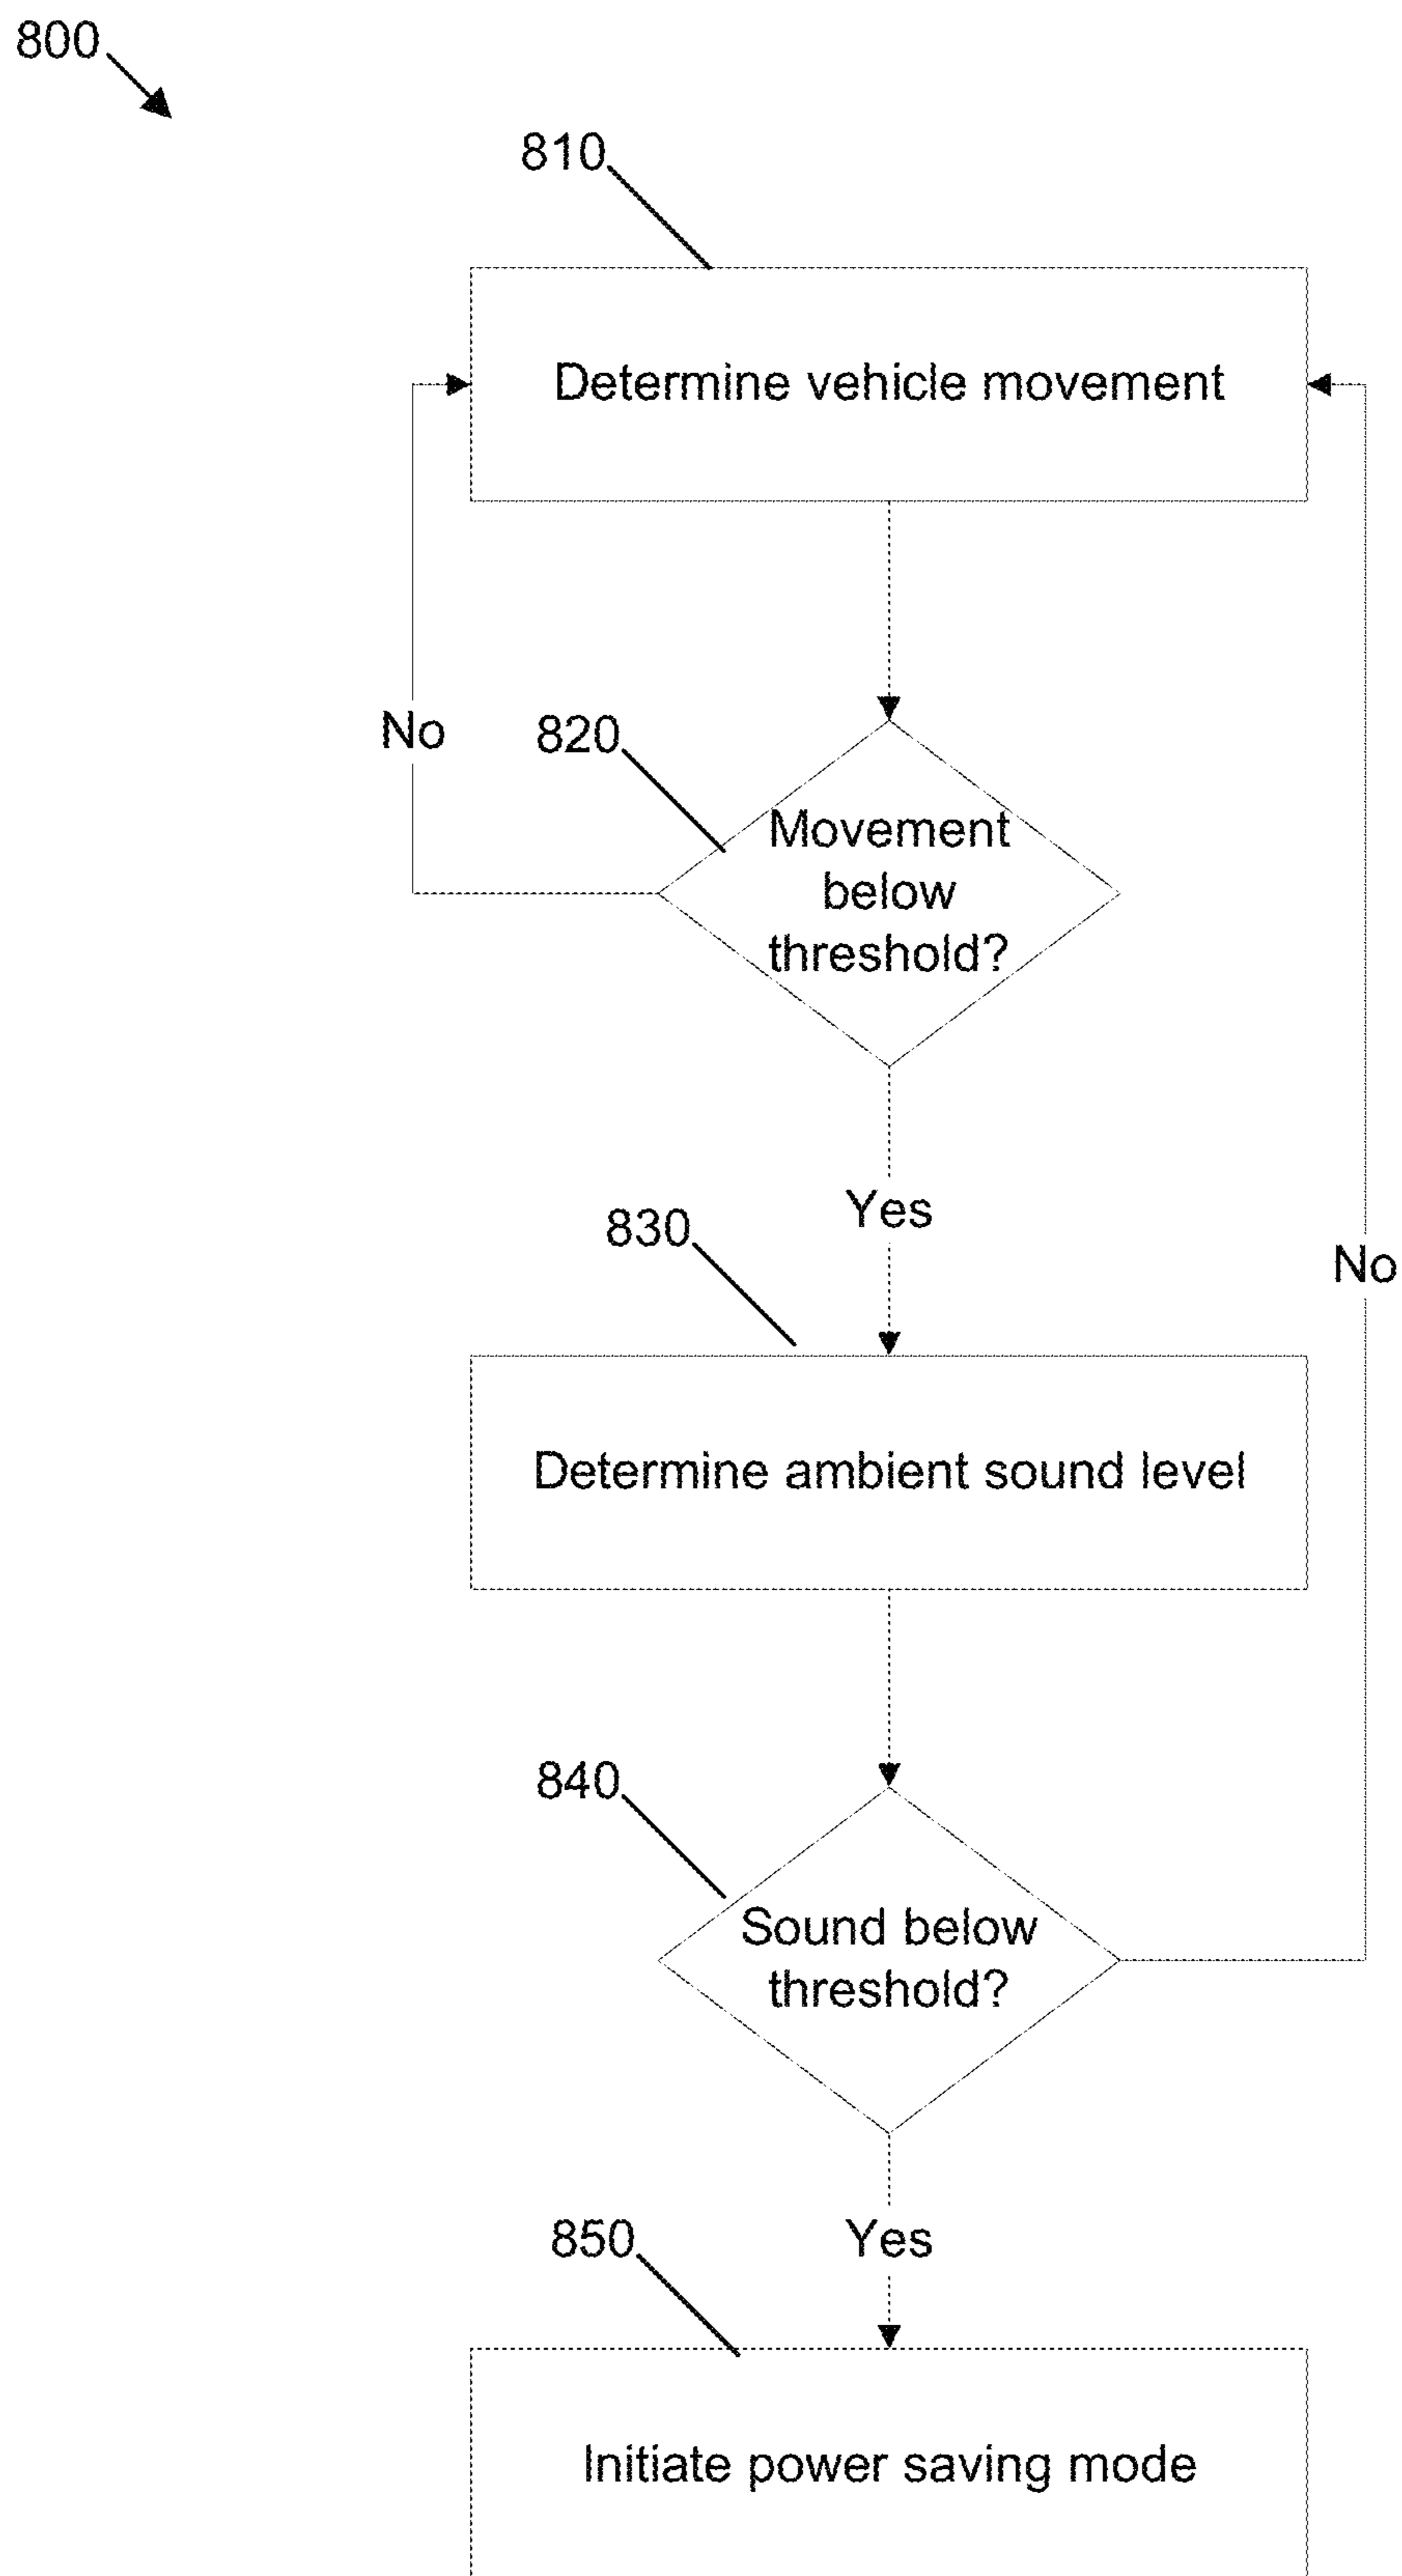 800
810
Determine vehicle movement
No
820
Movement
below
threshold?
Yes
830
No
Determine ambient sound level
840
Sound below
threshold?
Yes
850
Initiate power saving mode